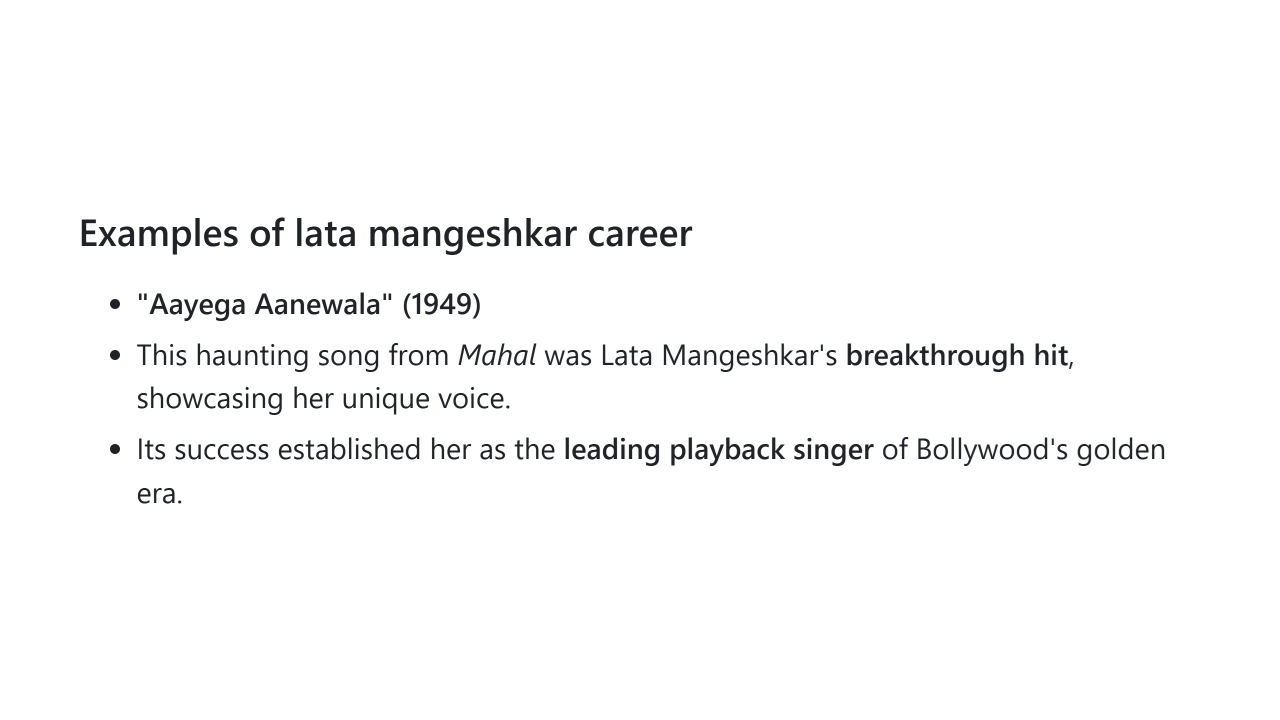 Examples of lata mangeshkar career
"Aayega Aanewala" (1949)
This haunting song from Mahal was Lata Mangeshkar's breakthrough hit,
showcasing her unique voice.
Its success established her as the leading playback singer of Bollywood's golden
era.